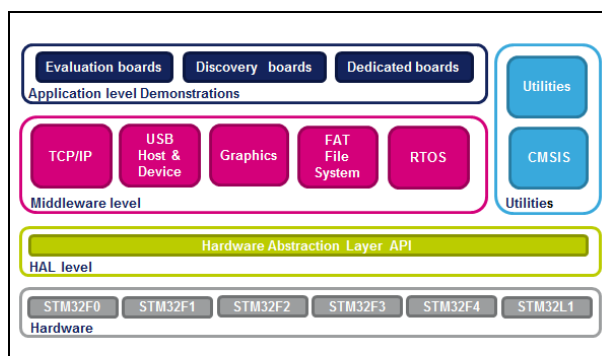 Evaluation boards Discovery boards Dedicated boards
Application level Demonstrations
TCP/IP
USB
Host &
Device
Graphics
FAT
File
System
RTOS
Middleware level
Utilities
CMSIS
Utilities
Hardware Abstraction Layer API
HAL level
STM32F0 STM32F1 STM32F2 STM32F3 STM32F4 STM32L1
Hardware